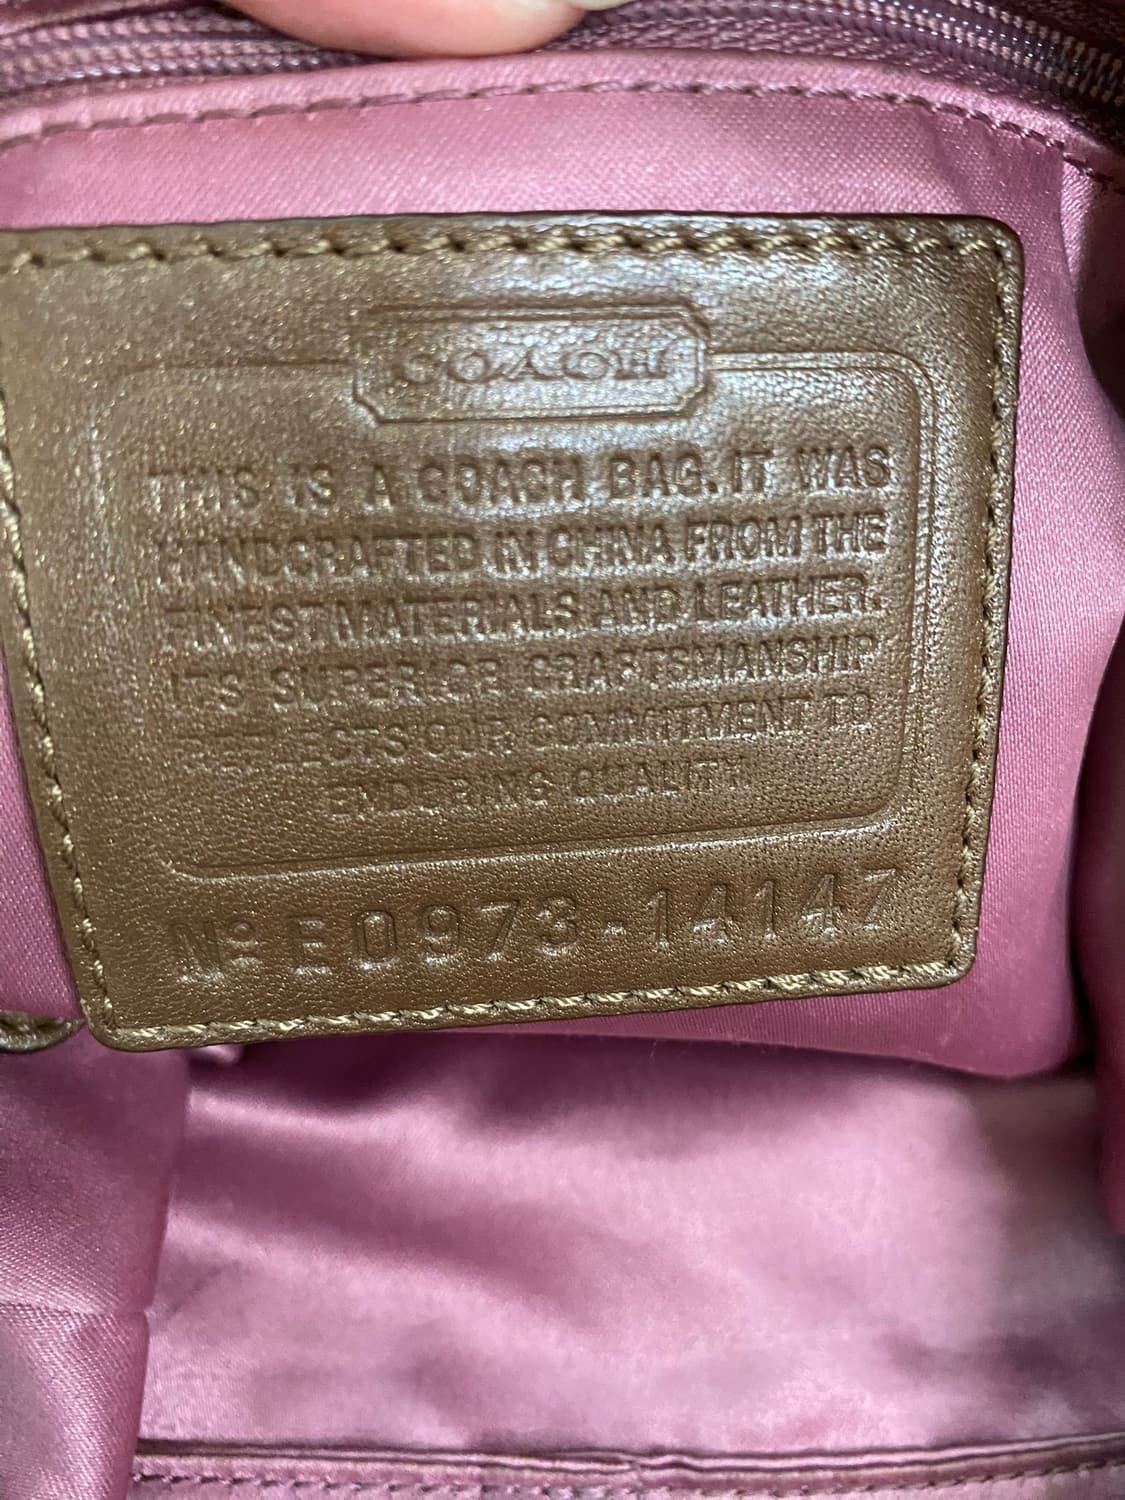 COACH
THIS IS A COACH BAG. IT WAS
HANDCRAFTED IN CHINA FROM THE
FINEST MATERIALS AND LEATHER.
ITS SUPERIOR CRAFTSMANSHIP
REFLECTS OUR COMMITMENT TO
ENDURING QUALITY.
Nº E0973-14147